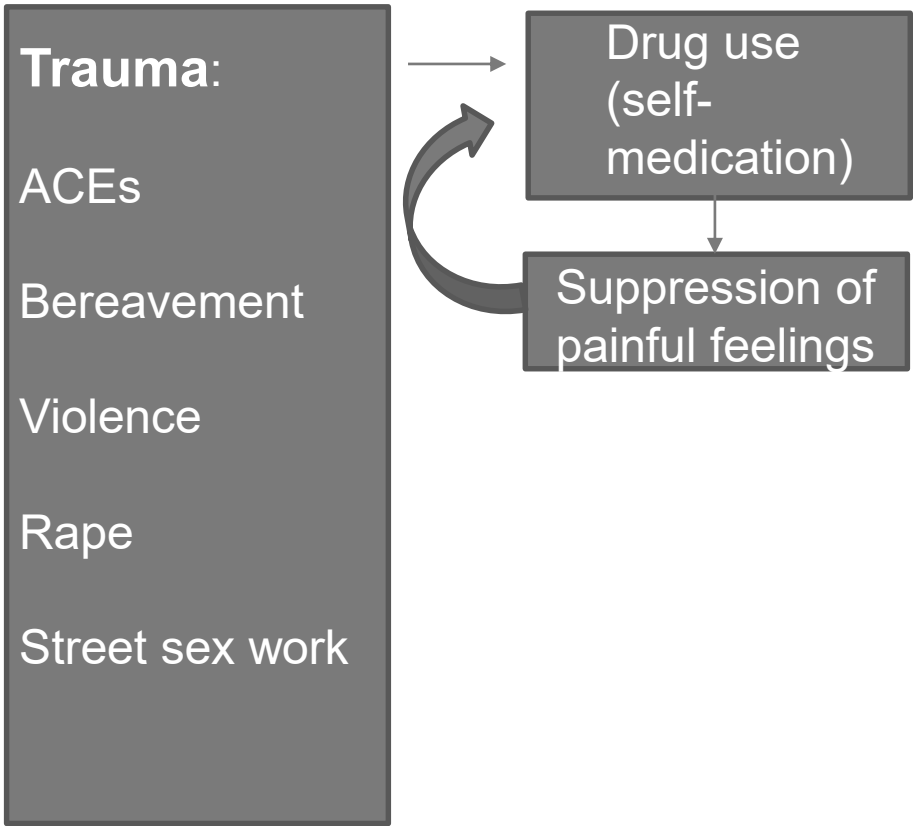 Trauma:
ACEs
Bereavement
Violence
Rape
Street sex work
Drug use
(self-
medication)
Suppression of
painful feelings